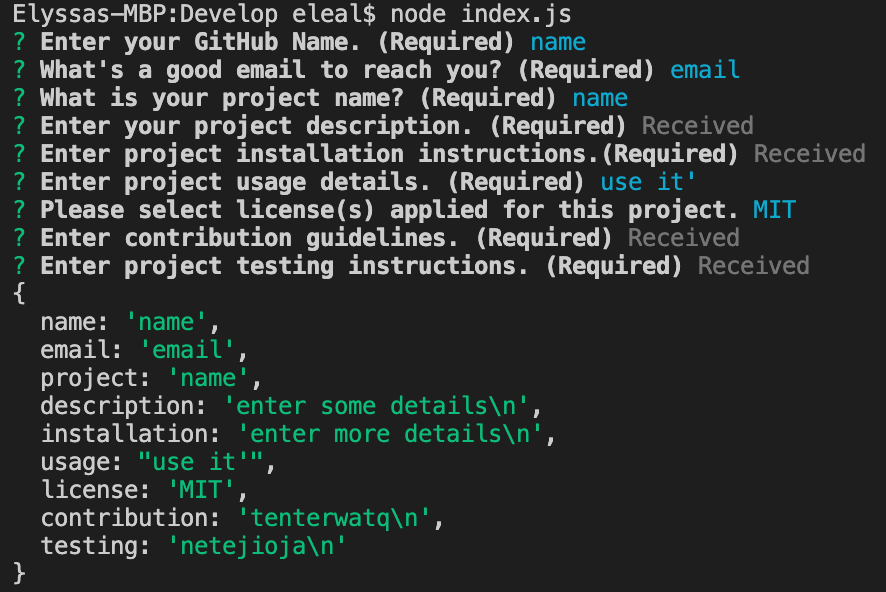 Elyssas-MBP:Develop eleal$ node index.js
? Enter your GitHub Name. (Required) name
? What's a good email to reach you? (Required) email
? What is your project name? (Required) name
? Enter your project description. (Required) Received
? Enter project installation instructions.(Required) Received
? Enter project usage details. (Required) use it'
? Please select license(s) applied for this project. MIT
? Enter contribution guidelines. (Required) Received
? Enter project testing instructions. (Required) Received
{
  name: 'name',
  email: 'email',
  project: 'name',
  description: 'enter some details\n',
  installation: 'enter more details\n',
  usage: "use it'",
  license: 'MIT',
  contribution: 'tenterwatq\n',
  testing: 'netejioja\n'
}